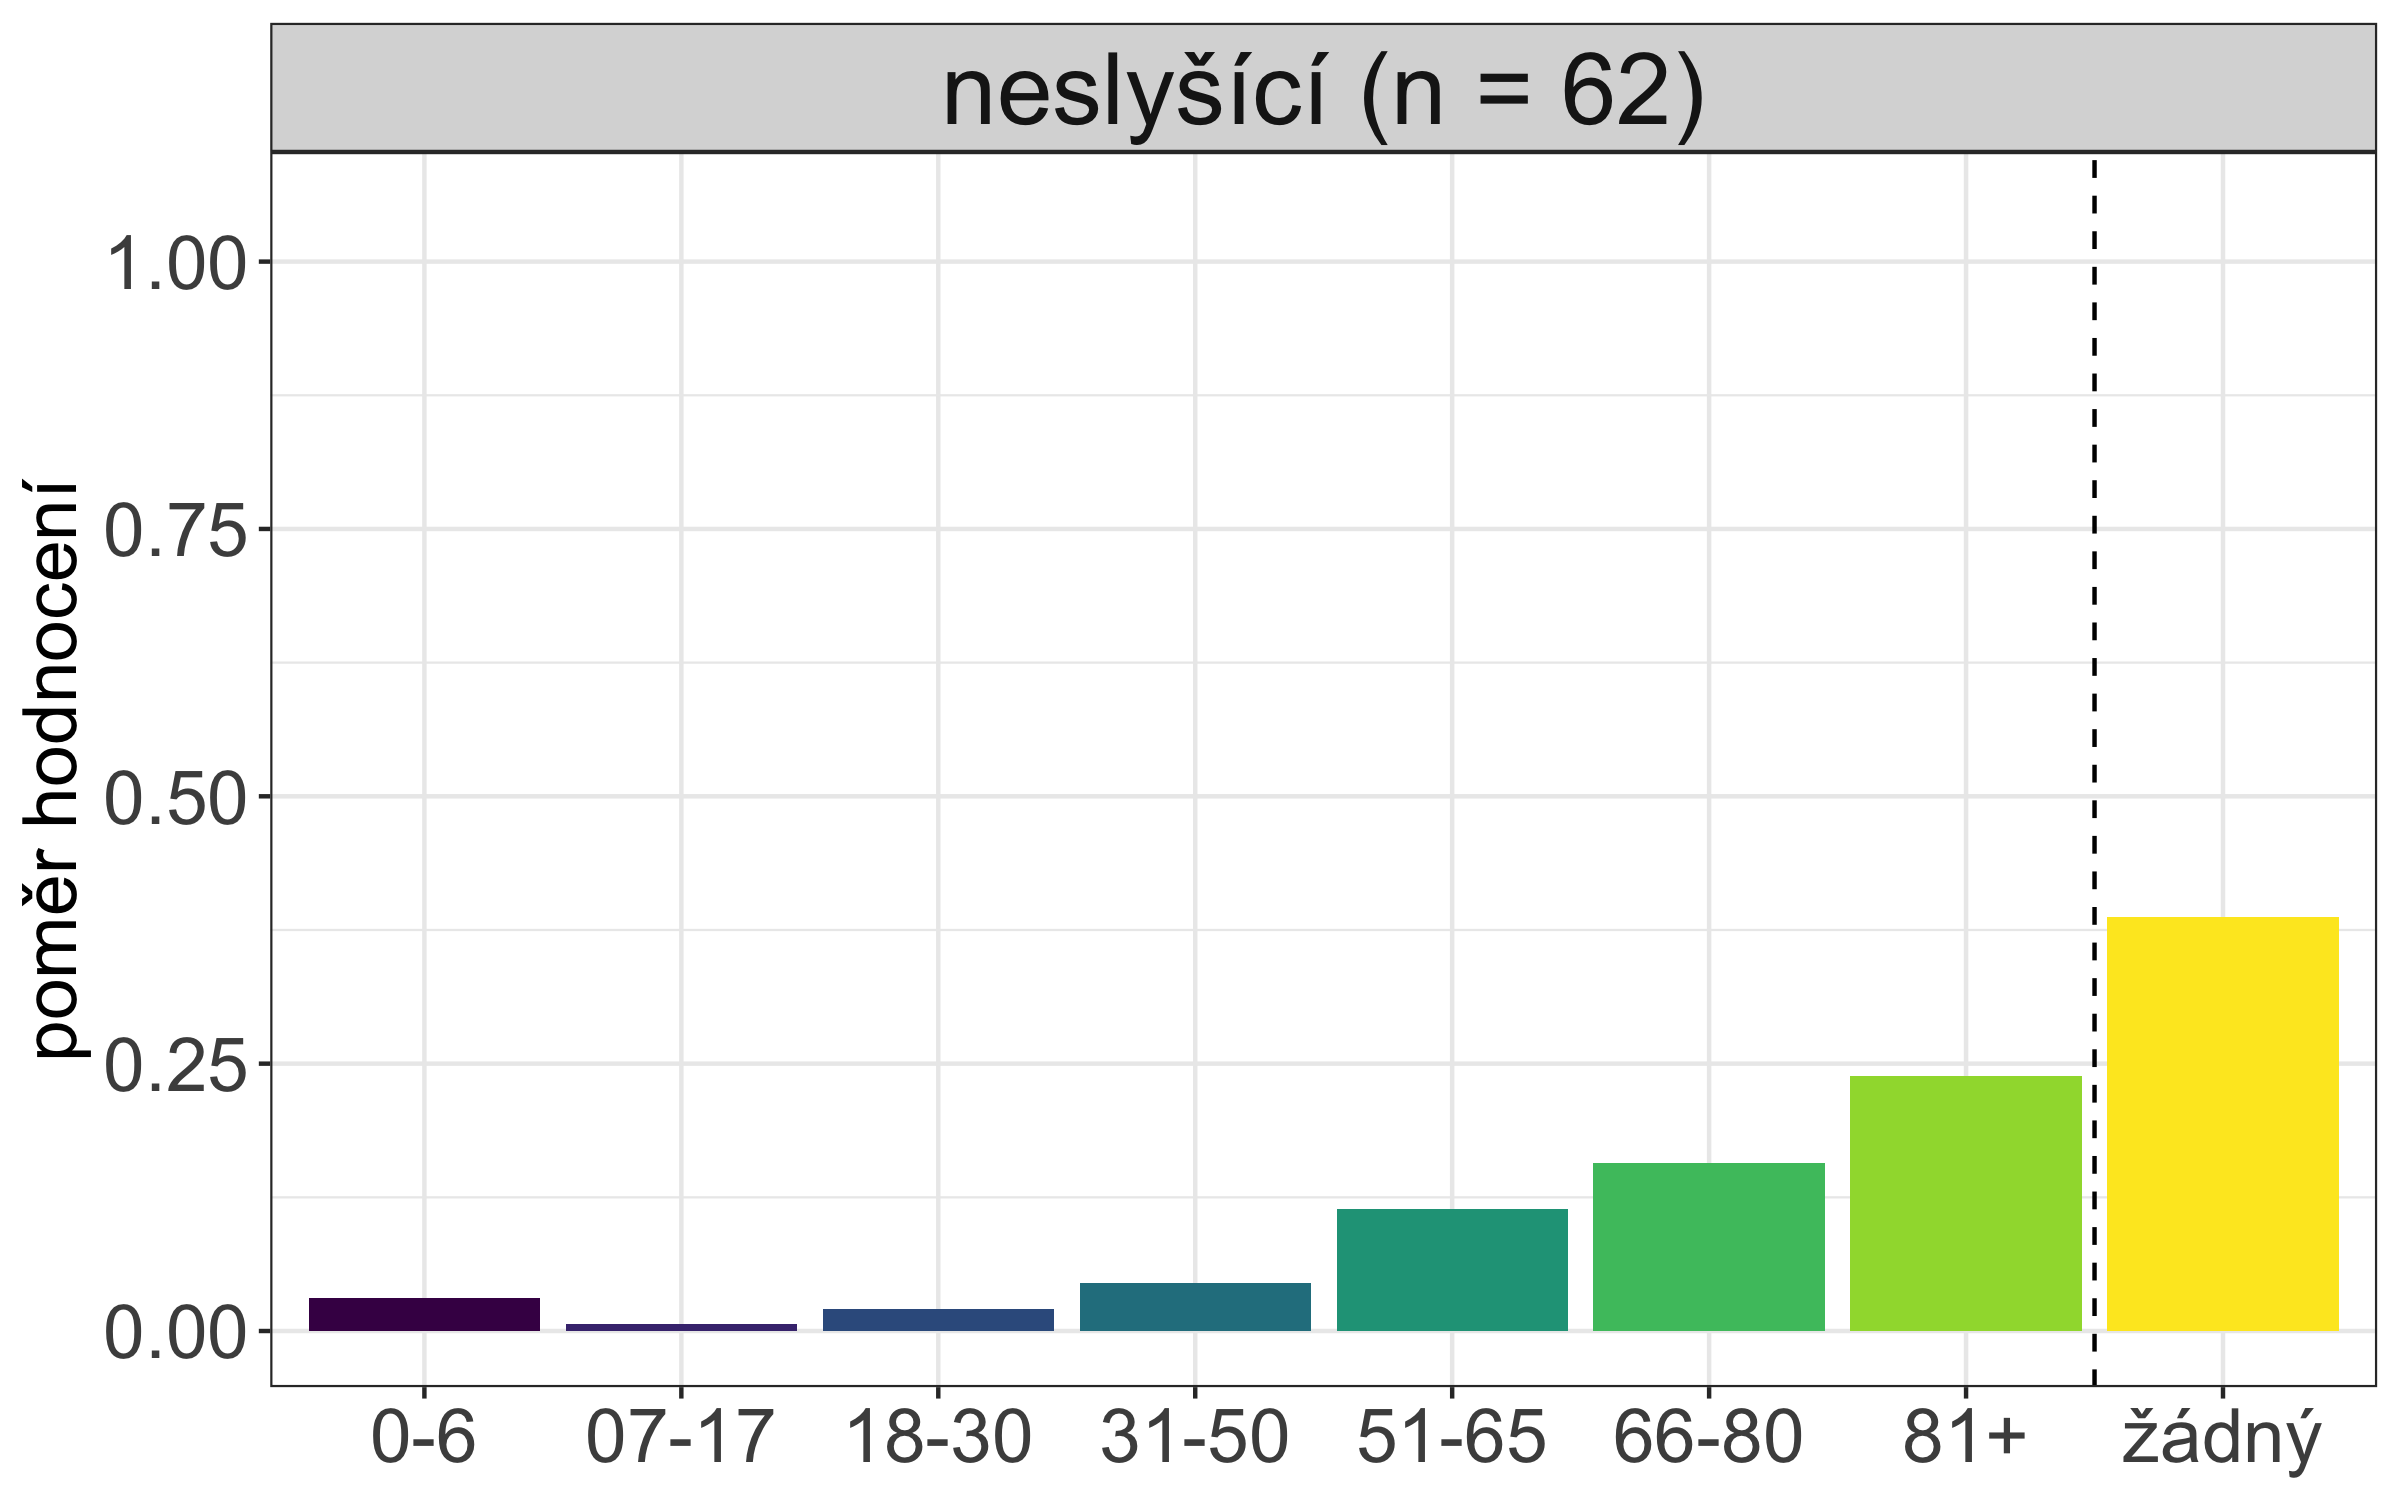 neslyšící (n = 62)
poměr hodnocení
1.00
0.75
0.50
0.25
0.00
0-6 07-17 18-30 31-50 51-65 66-80 81+ žádný